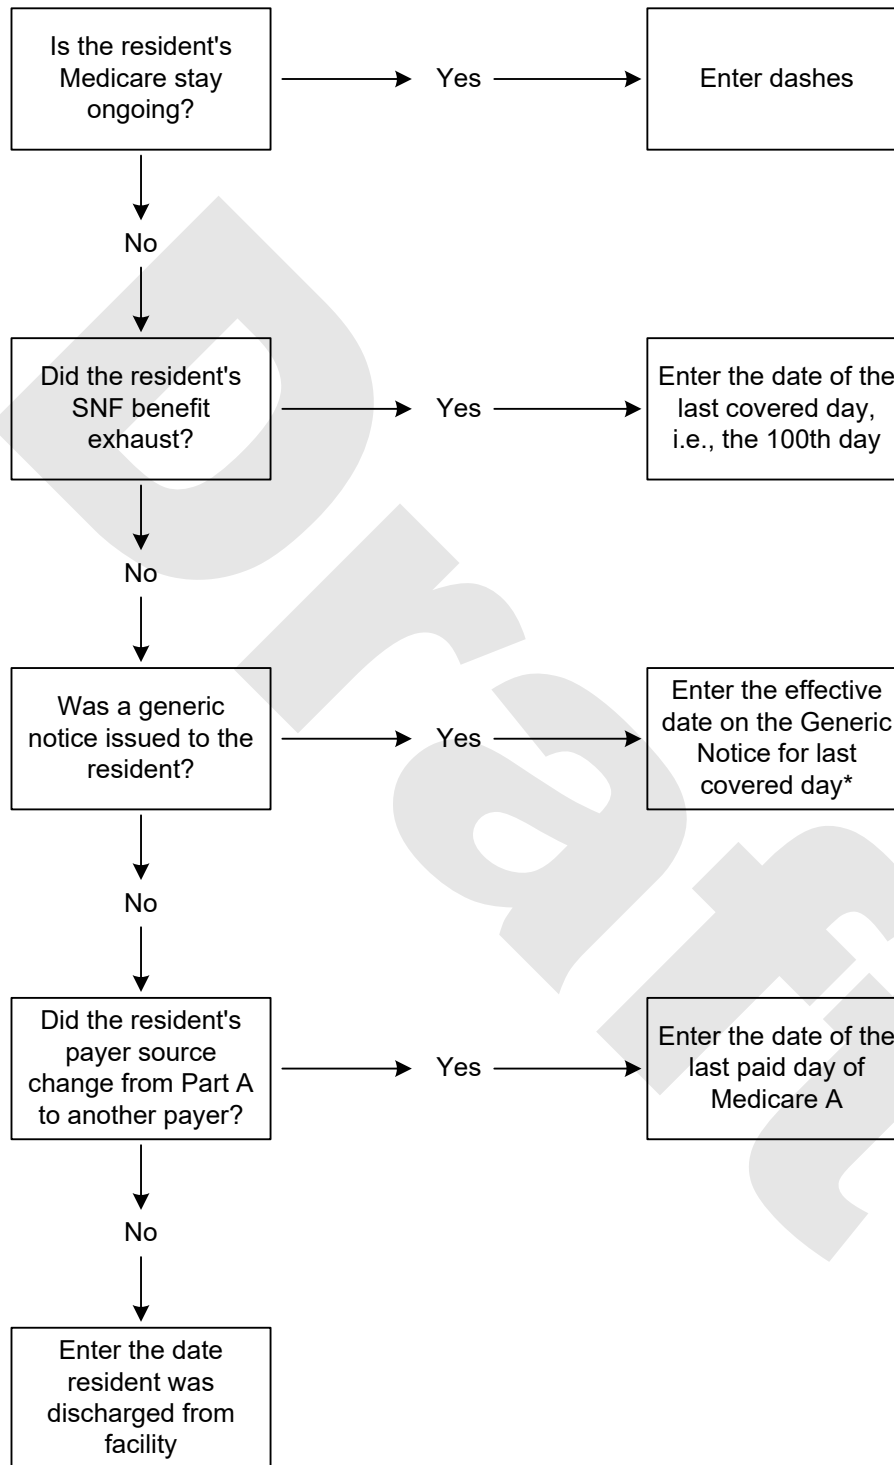 Is the resident's
Medicare stay
ongoing?
Yes
Enter dashes
No
Did the resident's
SNF benefit
exhaust?
Yes
Enter the date of the
last covered day,
i.e., the 100th day
No
Was a generic
notice issued to the
resident?
Yes
Enter the effective
date on the Generic
Notice for last
covered day*
No
Did the resident's
payer source
change from Part A
to another payer?
Yes
Enter the date of the
last paid day of
Medicare A
No
Enter the date
resident was
discharged from
facility
Draft